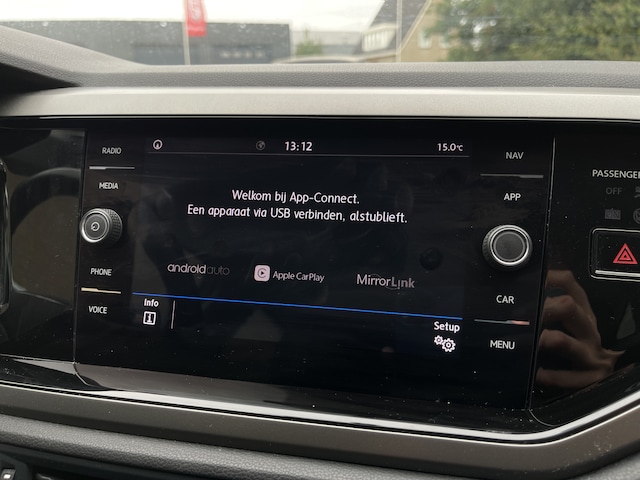 RADIO
MEDIA
PHONE
VOICE
13:12
15.0°C
Welkom bij App-Connect.
Een apparaat via USB verbinden, alstublieft.
androidauto
Apple CarPlay
MirrorLink
Info
Setup
NAV
APP
CAR
MENU
PASSENGER
OFF